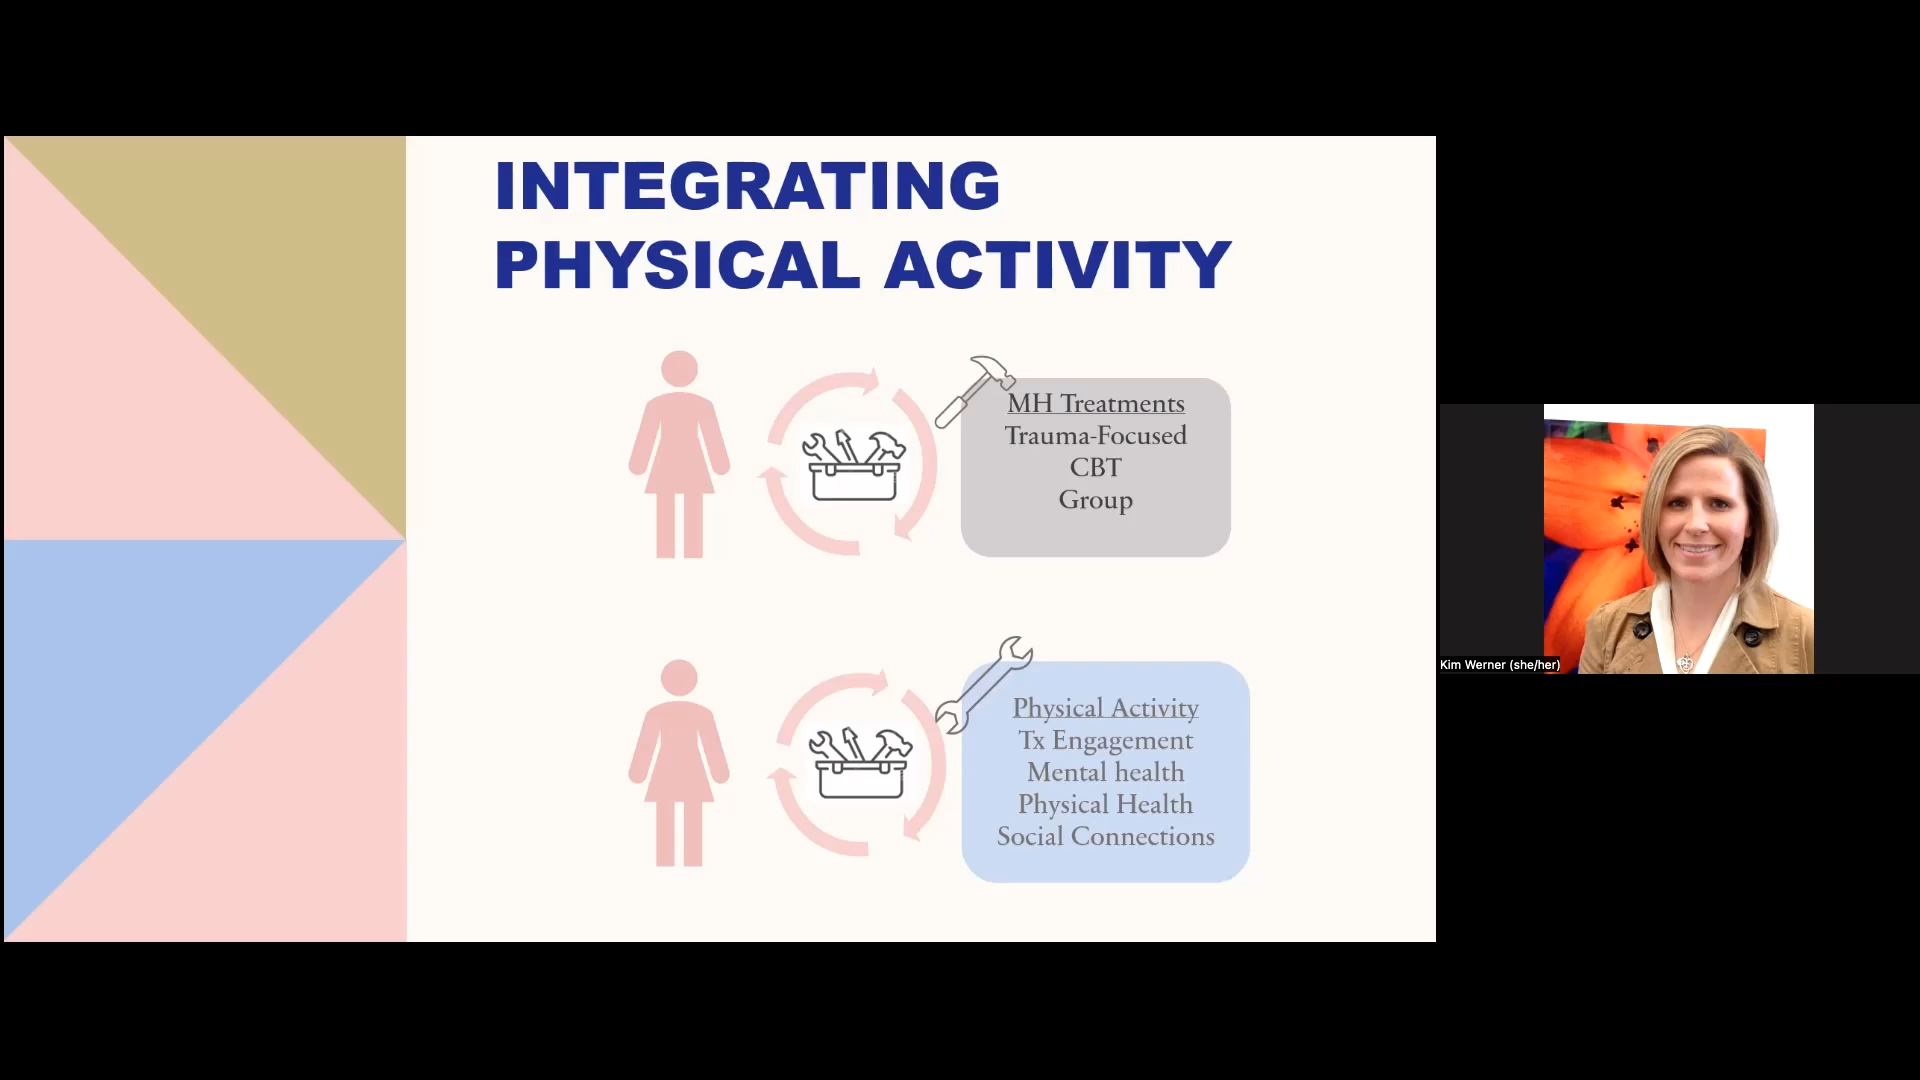 INTEGRATING
PHYSICAL ACTIVITY
MH Treatments
Trauma-Focused
CBT
Group
Physical Activity
Tx Engagement
Mental health
Physical Health
Social Connections
Kim Werner (she/her)